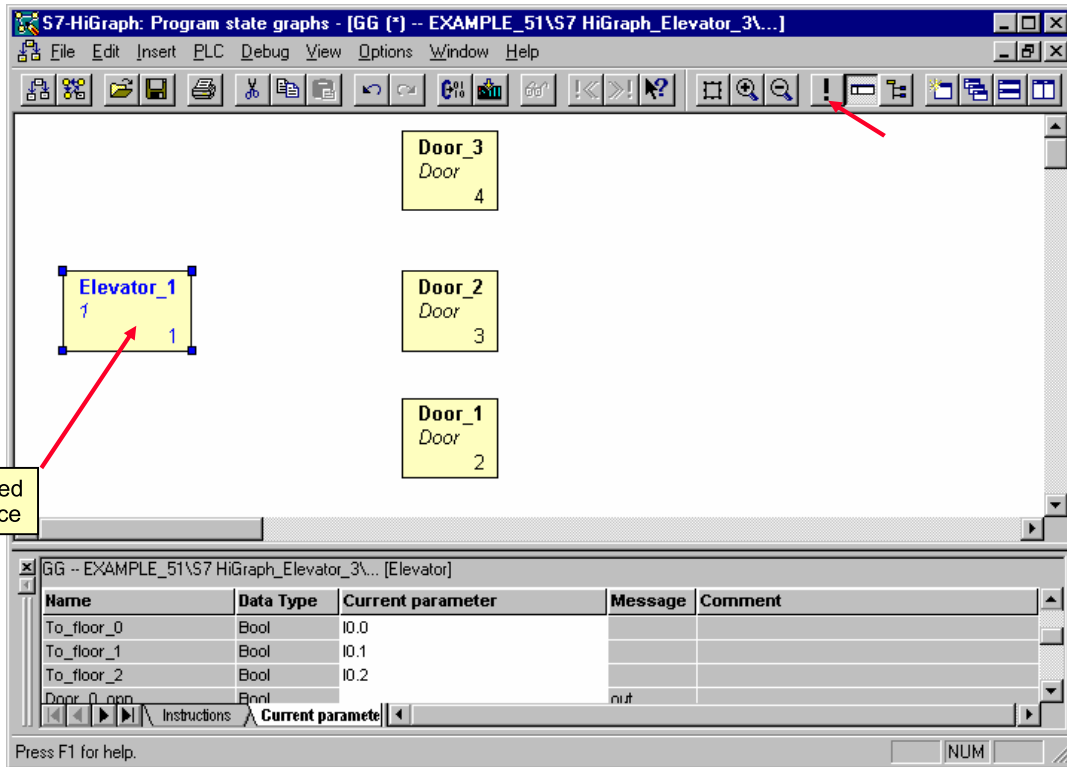 S7-HiGraph: Program state graphs - [GG (*) -- EXAMPLE_51\S7 HiGraph_Elevator_3\...]
File Edit Insert PLC Debug View Options Window Help
Door_3
Door
4
Elevator_1
1
Door_2
Door
3
Door_1
Door
2
GG -- EXAMPLE_51\S7 HiGraph_Elevator_3\... [Elevator]
Name Data Type Current parameter Message Comment
To_floor_0 Bool I0.0
To_floor_1 Bool I0.1
To_floor_2 Bool I0.2
Door_0_opn Bool out
Instructions Current paramete
Press F1 for help. NUM